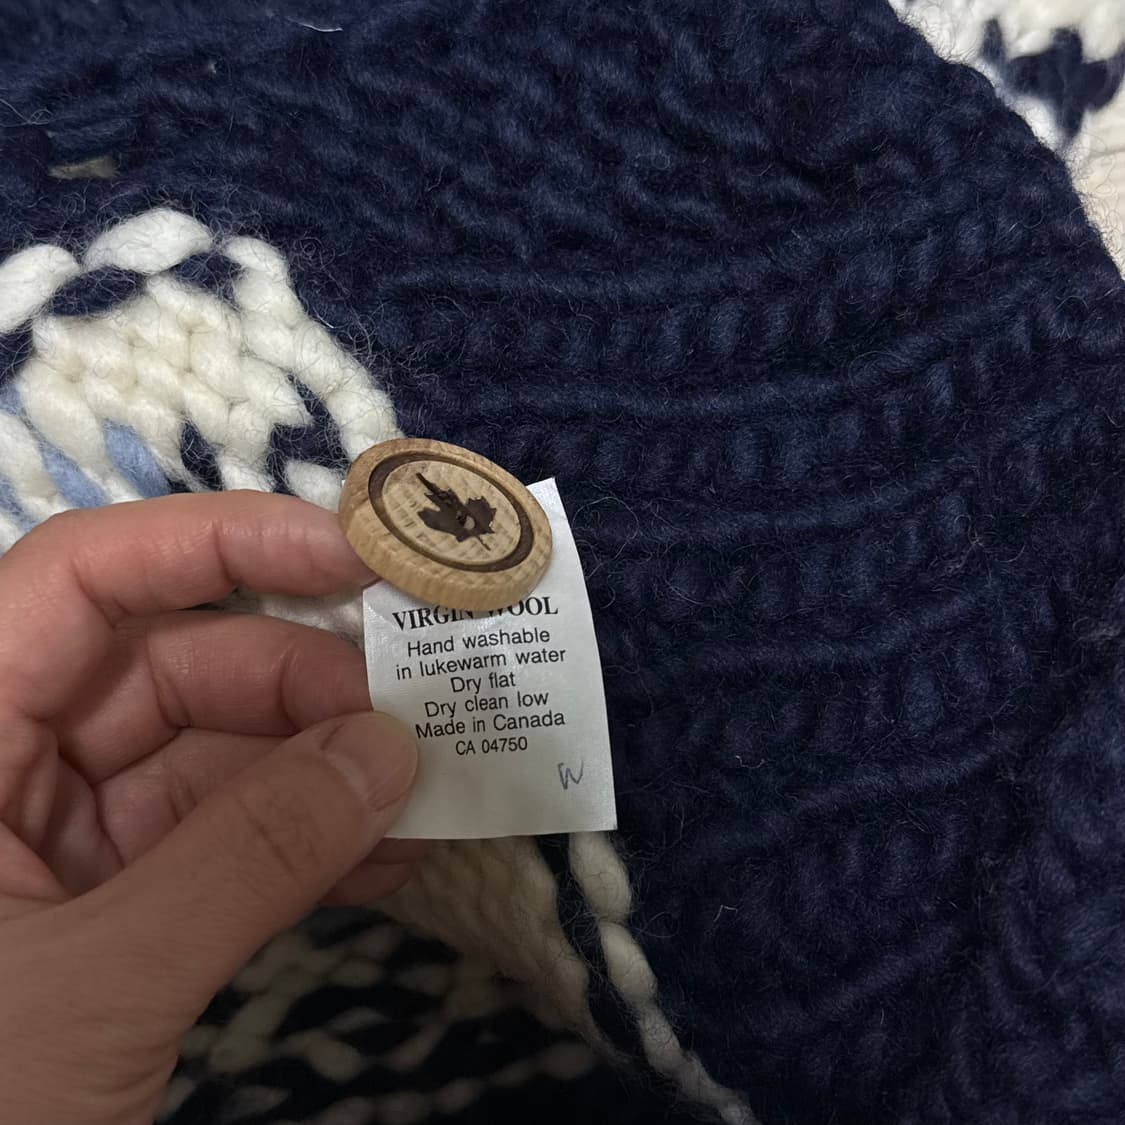 VIRGIN WOOL
Hand washable
in lukewarm water
Dry flat
Dry clean low
Made in Canada
CA 04750
W